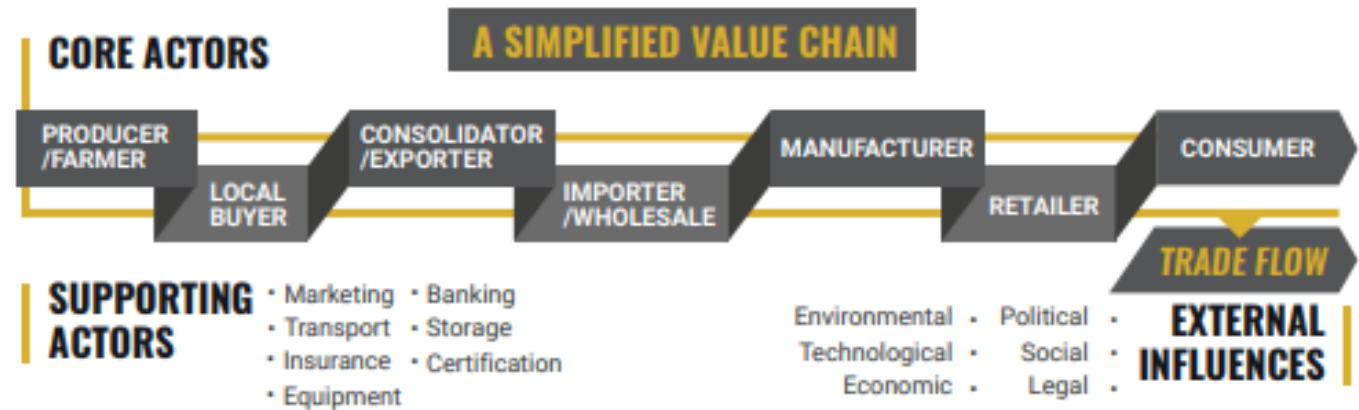 A SIMPLIFIED VALUE CHAIN
CORE ACTORS
PRODUCER
/FARMER
LOCAL
BUYER
CONSOLIDATOR
/EXPORTER
IMPORTER
/WHOLESALE
MANUFACTURER
RETAILER
CONSUMER
TRADE FLOW
SUPPORTING
ACTORS
· Marketing · Banking
· Transport · Storage
· Insurance · Certification
· Equipment
Environmental · Political ·
Technological · Social ·
Economic · Legal ·
EXTERNAL
INFLUENCES